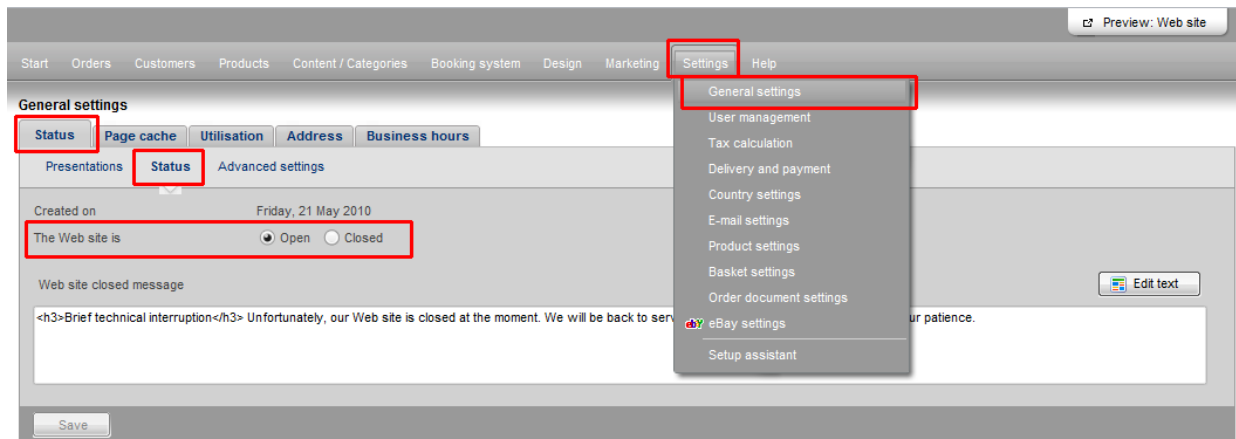 Preview: Web site
Start Orders Customers Products Content / Categories Booking system Design Marketing Settings Help
General settings
General settings
User management
Tax calculation
Delivery and payment
Country settings
E-mail settings
Product settings
Basket settings
Order document settings
ebY eBay settings
Setup assistant
Status Page cache Utilisation Address Business hours
Presentations Status Advanced settings
Created on Friday, 21 May 2010
The Web site is Open Closed
Web site closed message Edit text
<h3>Brief technical interruption</h3> Unfortunately, our Web site is closed at the moment. We will be back to serv ur patience.
Save